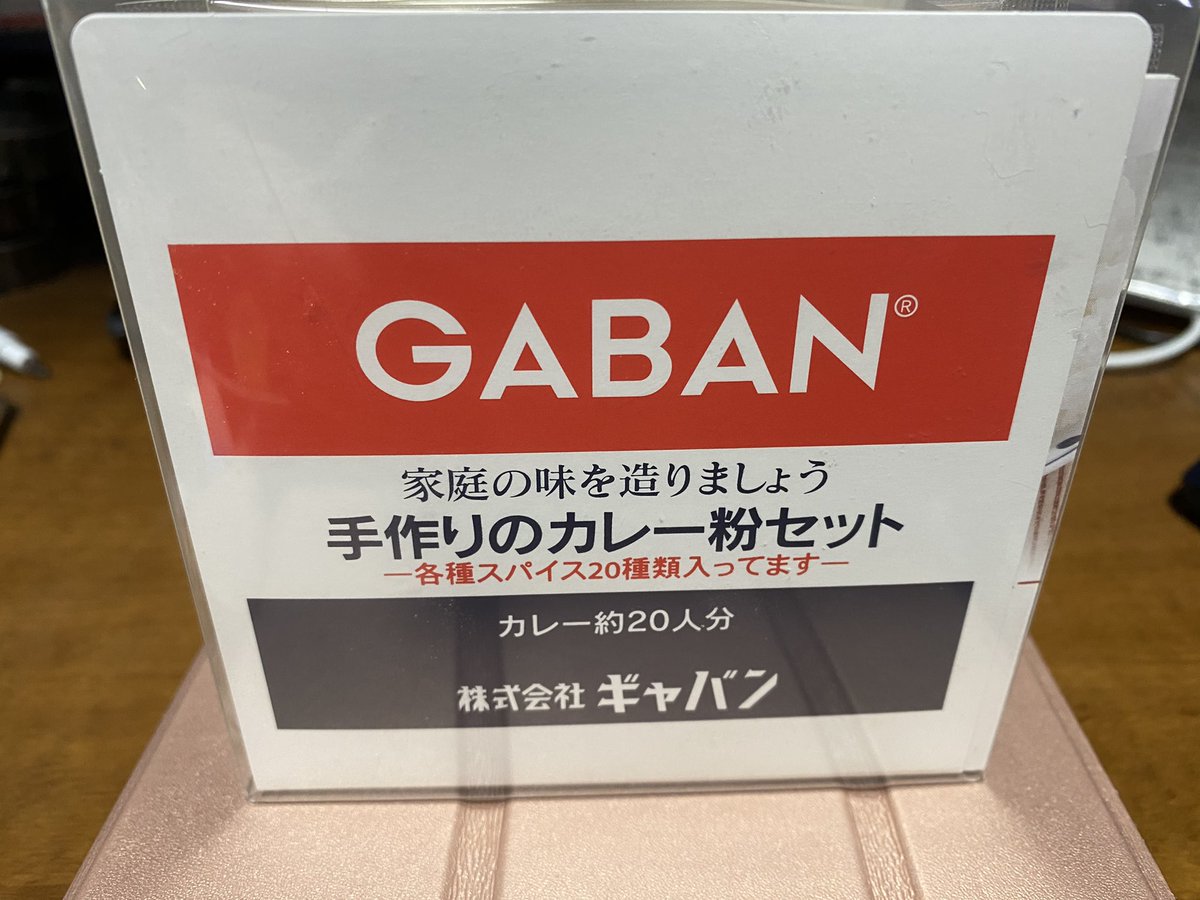 GABAN®
家庭の味を造りましょう
手作りのカレー粉セット
―各種スパイス20種類入ってます―
カレー約20人分
株式会社 ギャバン